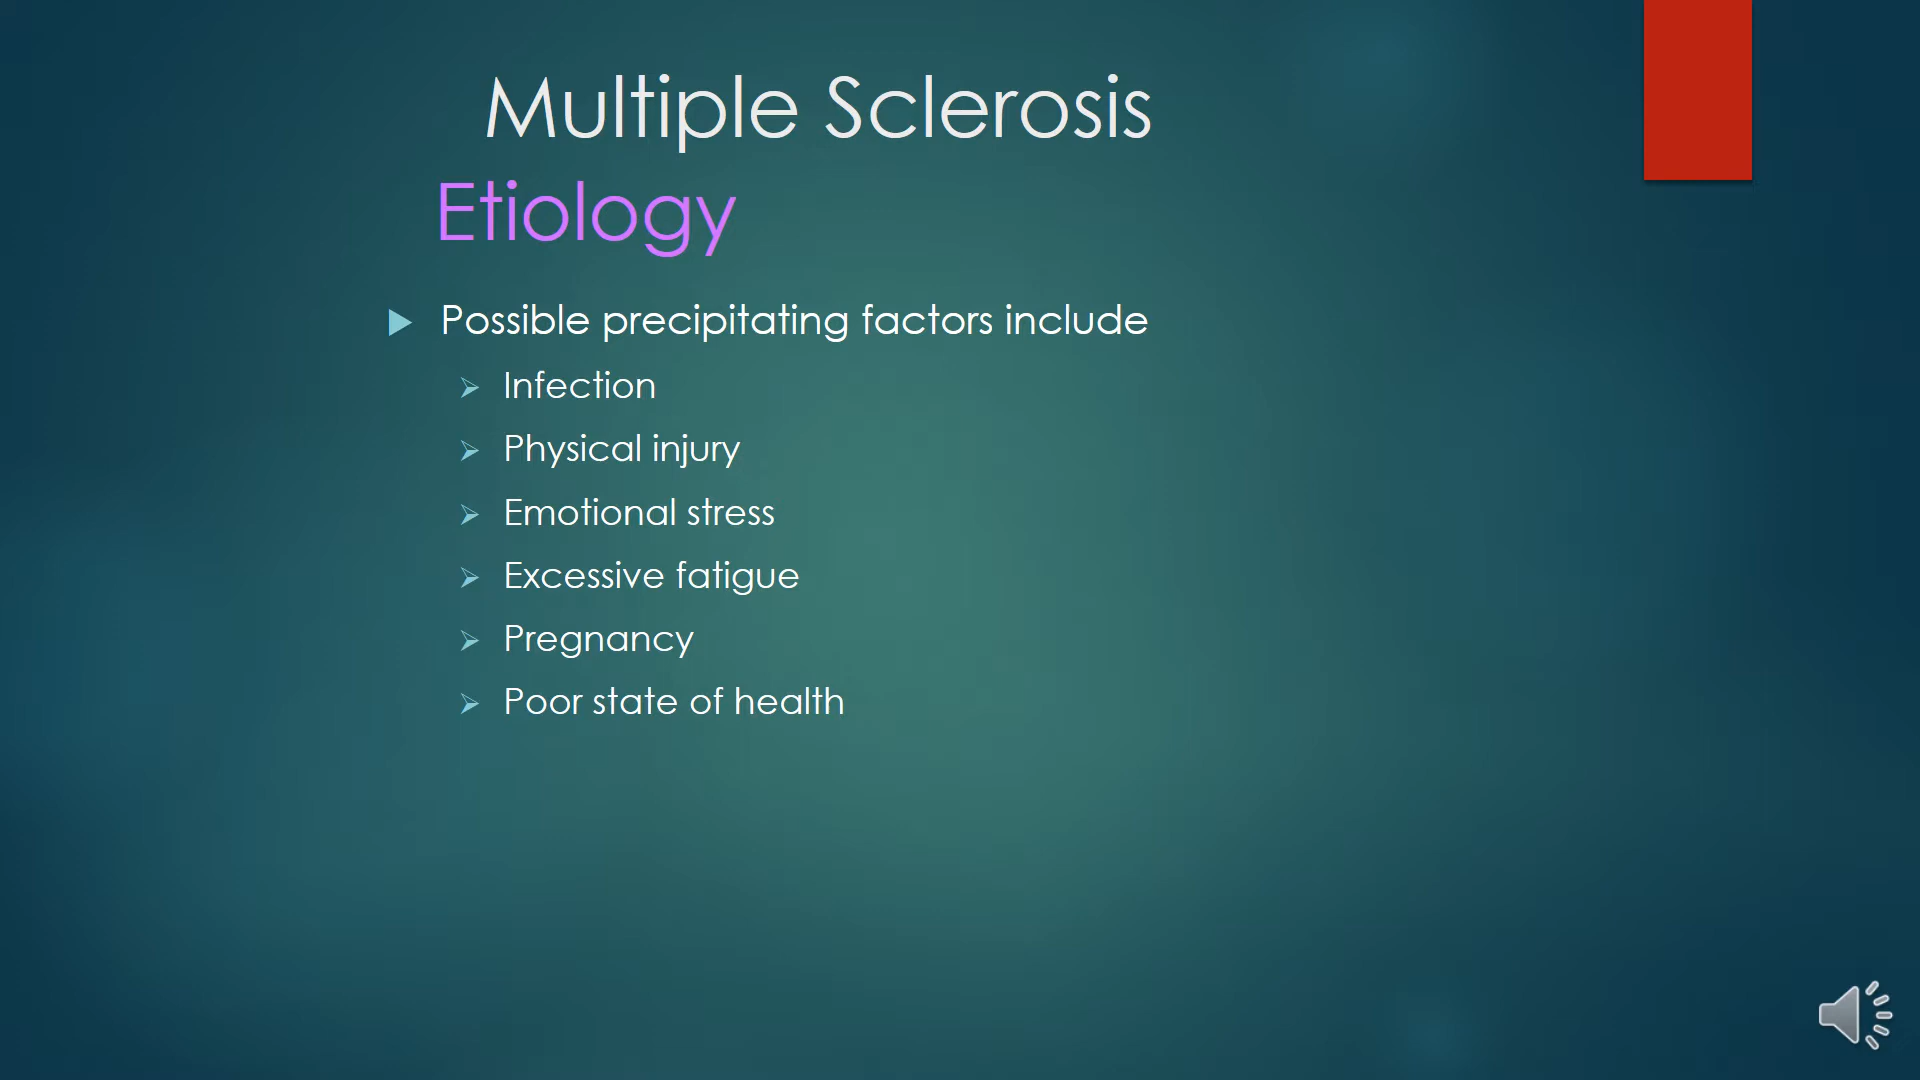 Multiple Sclerosis
Etiology
Possible precipitating factors include
Infection
Physical injury
Emotional stress
Excessive fatigue
Pregnancy
Poor state of health